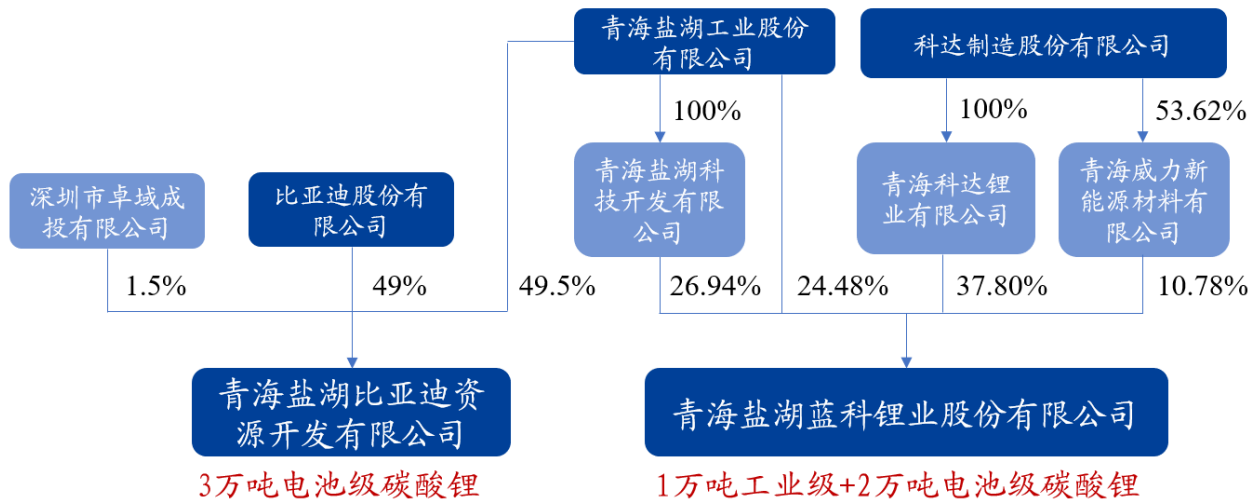 青海盐湖工业股份
有限公司
科达制造股份有限公司
100%
100%
53.62%
深圳市卓域成
投有限公司
比亚迪股份有
限公司
青海盐湖科
技开发有限
公司
青海科达锂
业有限公司
青海威力新
能源材料有
限公司
1.5%
49%
49.5%
26.94%
24.48%
37.80%
10.78%
青海盐湖比亚迪资
源开发有限公司
青海盐湖蓝科锂业股份有限公司
3万吨电池级碳酸锂
1万吨工业级+2万吨电池级碳酸锂